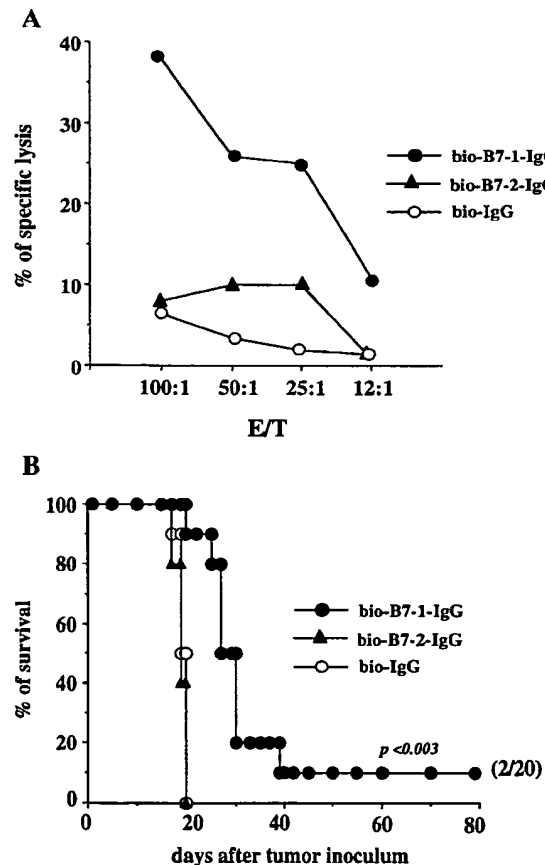 A
40
30
20
10
0
% of specific lysis
100:1 50:1 25:1 12:1
E/T
bio-B7-1-Ig
bio-B7-2-Ig
bio-IgG
B
100
80
60
40
20
0
% of survival
0 20 40 60 80
days after tumor inoculum
bio-B7-1-IgG
bio-B7-2-IgG
bio-IgG
p <0.003
(2/20)